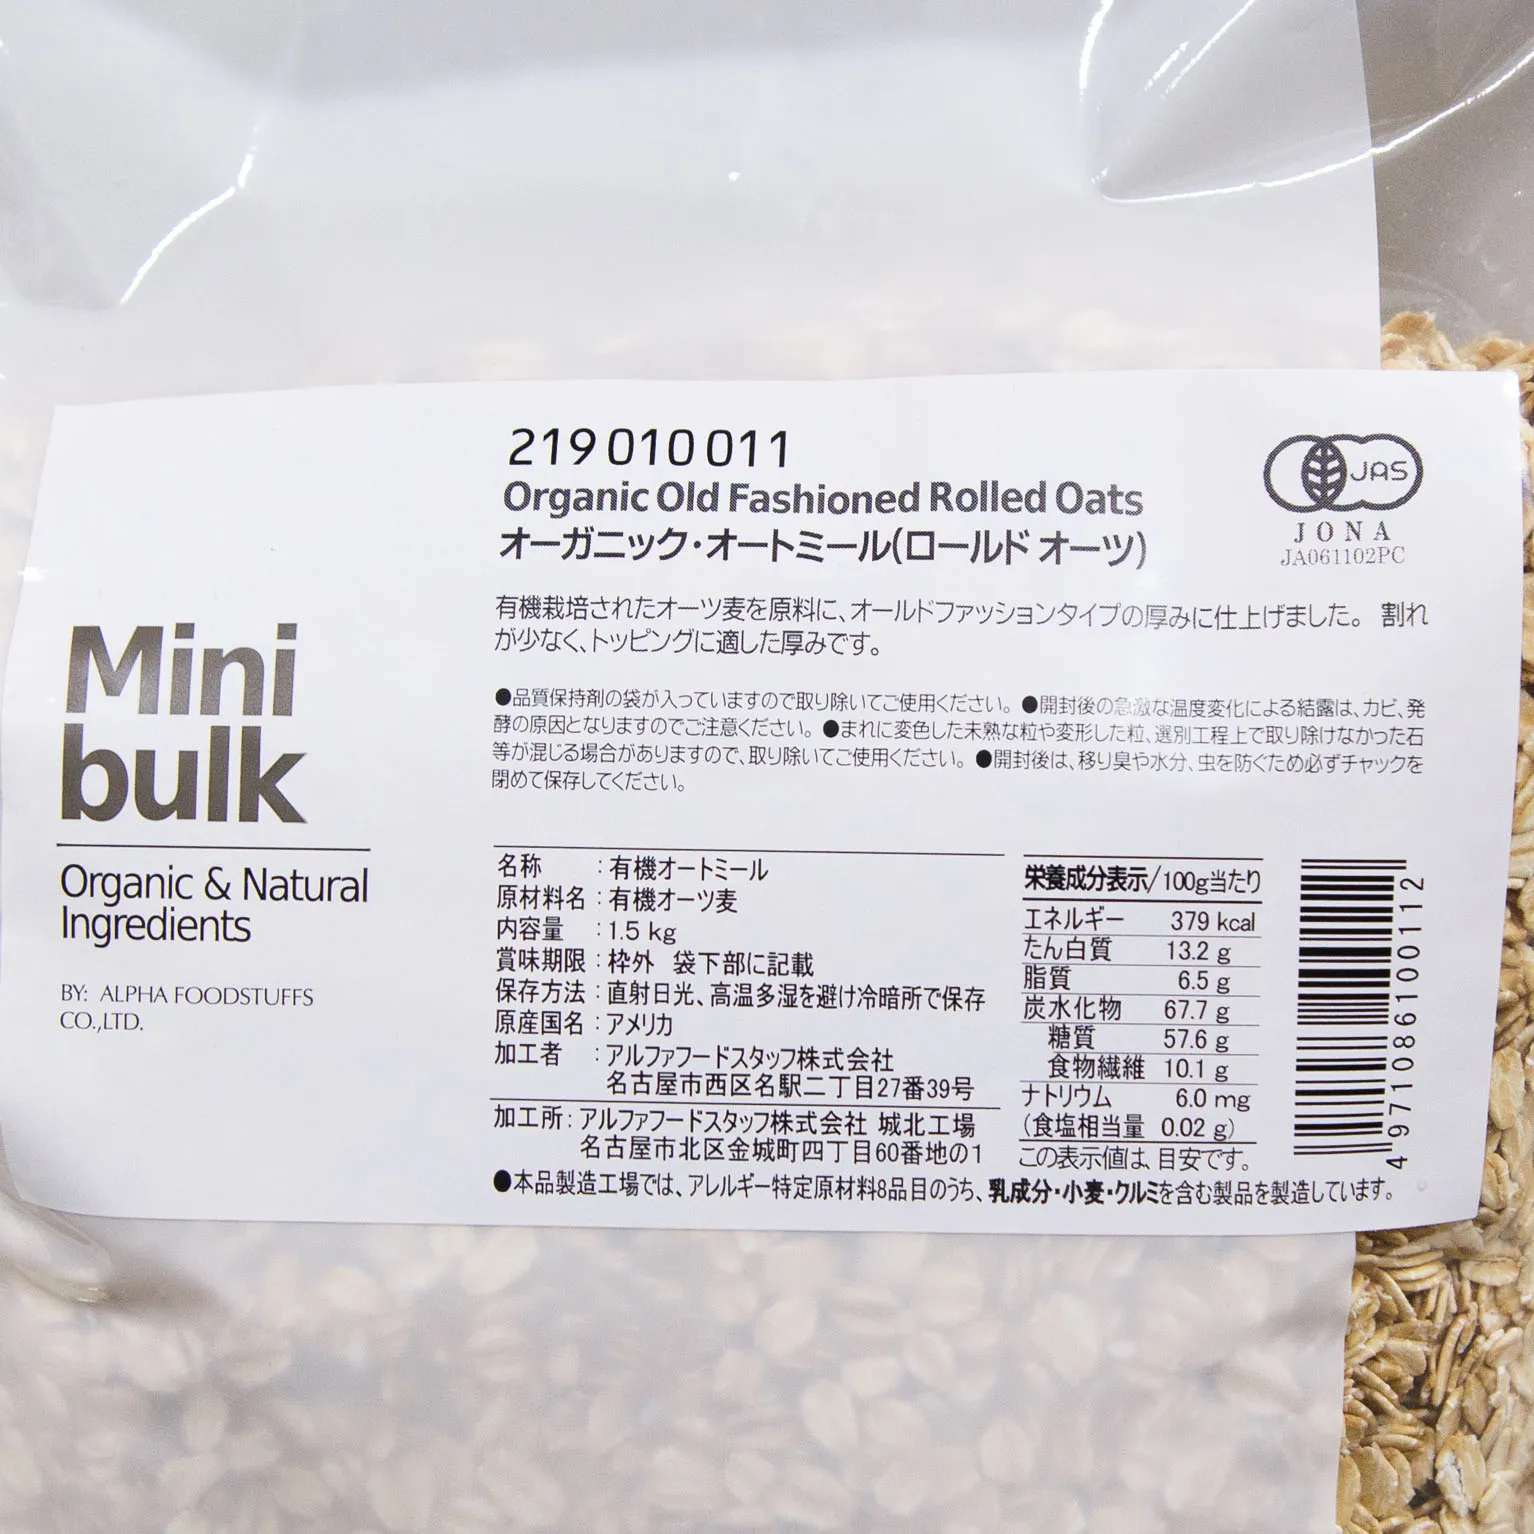 219 010 011
Organic Old Fashioned Rolled Oats
オーガニック・オートミール(ロールド オーツ)
JAS
JONA
JA061102PC
有機栽培されたオーツ麦を原料に、オールドファッションタイプの厚みに仕上げました。 割れ
が少なく、トッピングに適した厚みです。
●品質保持剤の袋が入っていますので取り除いてご使用ください。 ●開封後の急激な温度変化による結露は、カビ、発
酵の原因となりますのでご注意ください。 ●まれに変色した未熟な粒や変形した粒、選別工程上で取り除けなかった石
等が混じる場合がありますので、取り除いてご使用ください。 ●開封後は、移り臭や水分、虫を防ぐため必ずチャックを
閉めて保存してください。
Mini
bulk
Organic & Natural
Ingredients
BY: ALPHA FOODSTUFFS
CO.,LTD.
名称 : 有機オートミール
原材料名 : 有機オーツ麦
内容量 : 1.5 kg
賞味期限 : 枠外 袋下部に記載
保存方法 : 直射日光、高温多湿を避け冷暗所で保存
原産国名 : アメリカ
加工者 : アルファフードスタッフ株式会社
名古屋市西区名駅二丁目27番39号
加工所 : アルファフードスタッフ株式会社 城北工場
名古屋市北区金城町四丁目60番地の1
栄養成分表示/100g当たり
エネルギー 379 kcal
たん白質 13.2 g
脂質 6.5 g
炭水化物 67.7 g
糖質 57.6 g
食物繊維 10.1 g
ナトリウム 6.0 mg
(食塩相当量 0.02 g)
この表示値は、目安です。
4971086100112
●本品製造工場では、アレルギー特定原材料8品目のうち、乳成分・小麦・クルミを含む製品を製造しています。